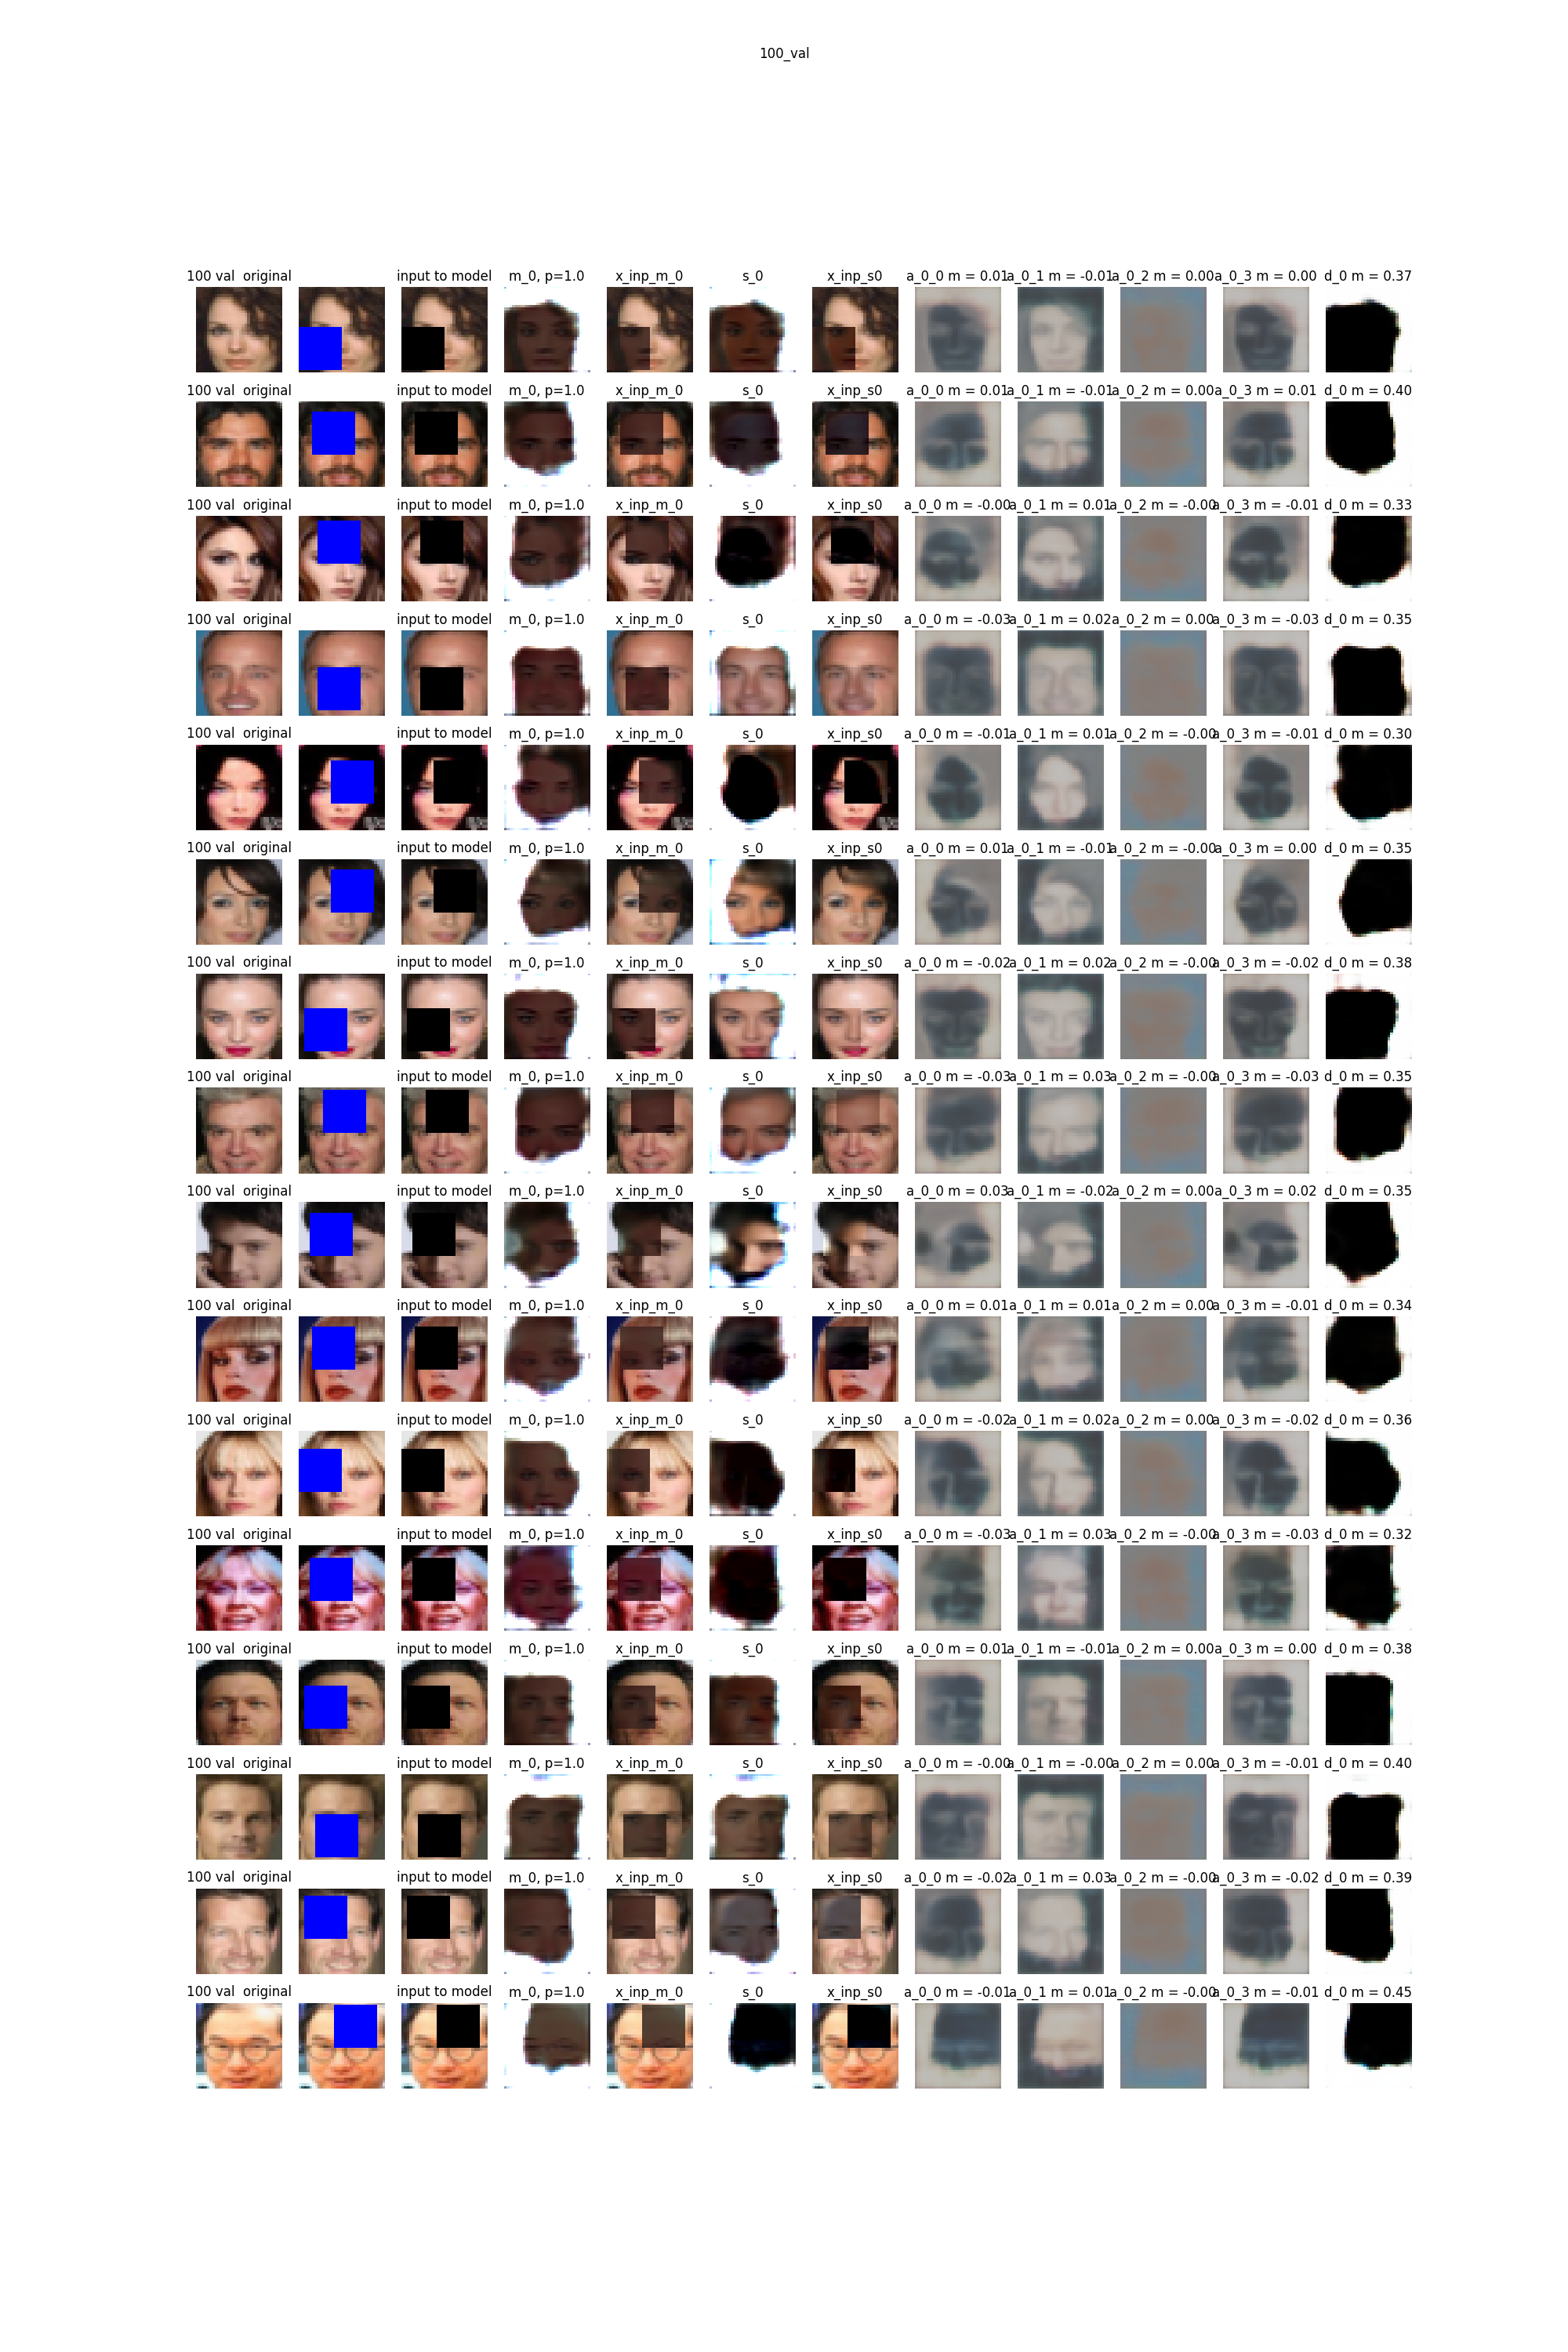 100_val
100 val original input to model m_0, p=1.0 x_inp_m_0 s_0 x_inp_s0 a_0_0 m = 0.01 a_0_1 m = -0.01 a_0_2 m = 0.00 a_0_3 m = 0.00 d_0 m = 0.37
100 val original input to model m_0, p=1.0 x_inp_m_0 s_0 x_inp_s0 a_0_0 m = 0.01 a_0_1 m = -0.01 a_0_2 m = 0.00 a_0_3 m = 0.01 d_0 m = 0.40
100 val original input to model m_0, p=1.0 x_inp_m_0 s_0 x_inp_s0 a_0_0 m = -0.00 a_0_1 m = 0.01 a_0_2 m = -0.00 a_0_3 m = -0.01 d_0 m = 0.33
100 val original input to model m_0, p=1.0 x_inp_m_0 s_0 x_inp_s0 a_0_0 m = -0.03 a_0_1 m = 0.02 a_0_2 m = 0.00 a_0_3 m = -0.03 d_0 m = 0.35
100 val original input to model m_0, p=1.0 x_inp_m_0 s_0 x_inp_s0 a_0_0 m = -0.01 a_0_1 m = 0.01 a_0_2 m = -0.00 a_0_3 m = -0.01 d_0 m = 0.30
100 val original input to model m_0, p=1.0 x_inp_m_0 s_0 x_inp_s0 a_0_0 m = 0.01 a_0_1 m = -0.01 a_0_2 m = -0.00 a_0_3 m = 0.00 d_0 m = 0.35
100 val original input to model m_0, p=1.0 x_inp_m_0 s_0 x_inp_s0 a_0_0 m = -0.02 a_0_1 m = 0.02 a_0_2 m = -0.00 a_0_3 m = -0.02 d_0 m = 0.38
100 val original input to model m_0, p=1.0 x_inp_m_0 s_0 x_inp_s0 a_0_0 m = -0.03 a_0_1 m = 0.03 a_0_2 m = -0.00 a_0_3 m = -0.03 d_0 m = 0.35
100 val original input to model m_0, p=1.0 x_inp_m_0 s_0 x_inp_s0 a_0_0 m = 0.03 a_0_1 m = -0.02 a_0_2 m = 0.00 a_0_3 m = 0.02 d_0 m = 0.35
100 val original input to model m_0, p=1.0 x_inp_m_0 s_0 x_inp_s0 a_0_0 m = 0.01 a_0_1 m = 0.01 a_0_2 m = 0.00 a_0_3 m = -0.01 d_0 m = 0.34
100 val original input to model m_0, p=1.0 x_inp_m_0 s_0 x_inp_s0 a_0_0 m = -0.02 a_0_1 m = 0.02 a_0_2 m = 0.00 a_0_3 m = -0.02 d_0 m = 0.36
100 val original input to model m_0, p=1.0 x_inp_m_0 s_0 x_inp_s0 a_0_0 m = -0.03 a_0_1 m = 0.03 a_0_2 m = -0.00 a_0_3 m = -0.03 d_0 m = 0.32
100 val original input to model m_0, p=1.0 x_inp_m_0 s_0 x_inp_s0 a_0_0 m = 0.01 a_0_1 m = -0.01 a_0_2 m = 0.00 a_0_3 m = 0.00 d_0 m = 0.38
100 val original input to model m_0, p=1.0 x_inp_m_0 s_0 x_inp_s0 a_0_0 m = -0.00 a_0_1 m = -0.00 a_0_2 m = 0.00 a_0_3 m = -0.01 d_0 m = 0.40
100 val original input to model m_0, p=1.0 x_inp_m_0 s_0 x_inp_s0 a_0_0 m = -0.02 a_0_1 m = 0.03 a_0_2 m = -0.00 a_0_3 m = -0.02 d_0 m = 0.39
100 val original input to model m_0, p=1.0 x_inp_m_0 s_0 x_inp_s0 a_0_0 m = -0.01 a_0_1 m = 0.01 a_0_2 m = -0.00 a_0_3 m = -0.01 d_0 m = 0.45